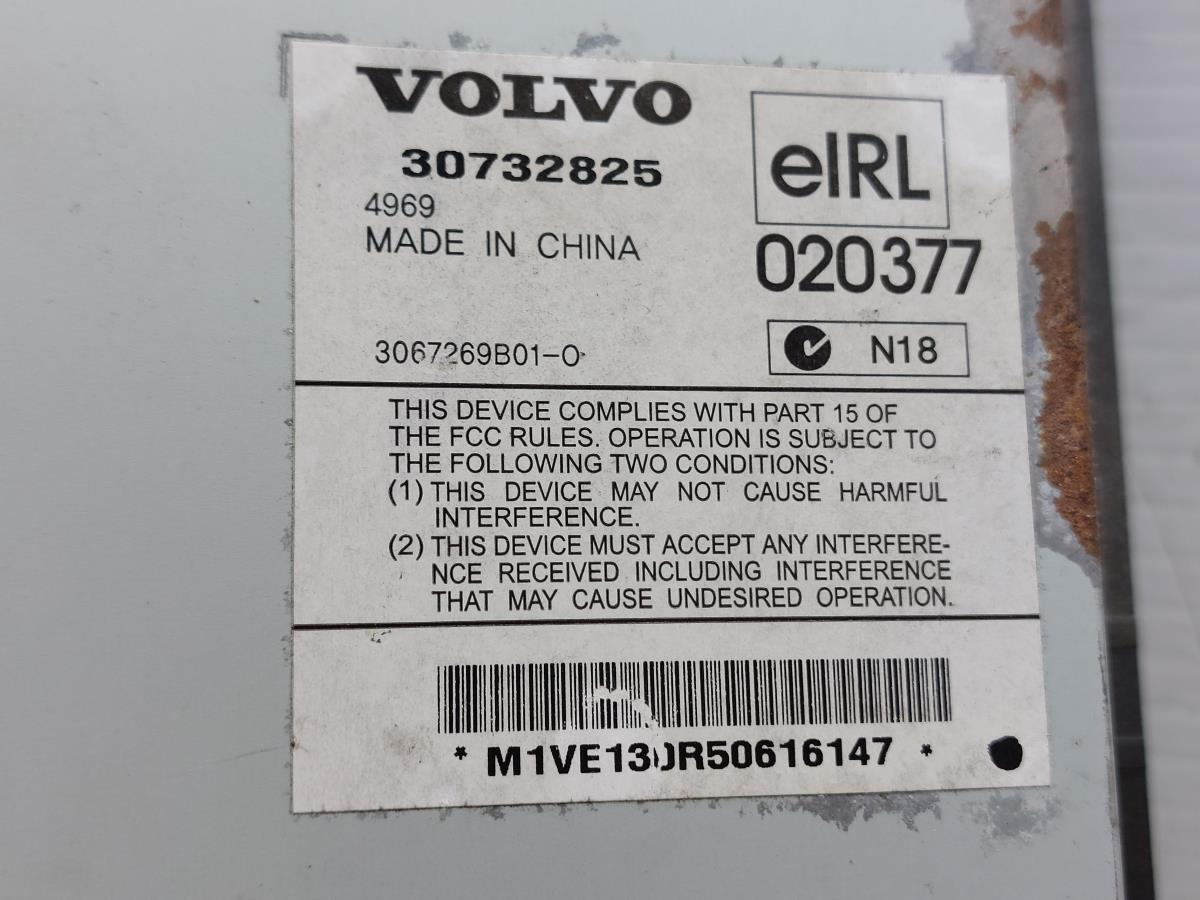 VOLVO
30732825
4969
MADE IN CHINA
3067269B01-0
eIRL
020377
N18
THIS DEVICE COMPLIES WITH PART 15 OF
THE FCC RULES. OPERATION IS SUBJECT TO
THE FOLLOWING TWO CONDITIONS:
(1) THIS DEVICE MAY NOT CAUSE HARMFUL
INTERFERENCE.
(2) THIS DEVICE MUST ACCEPT ANY INTERFERE-
NCE RECEIVED INCLUDING INTERFERENCE
THAT MAY CAUSE UNDESIRED OPERATION.